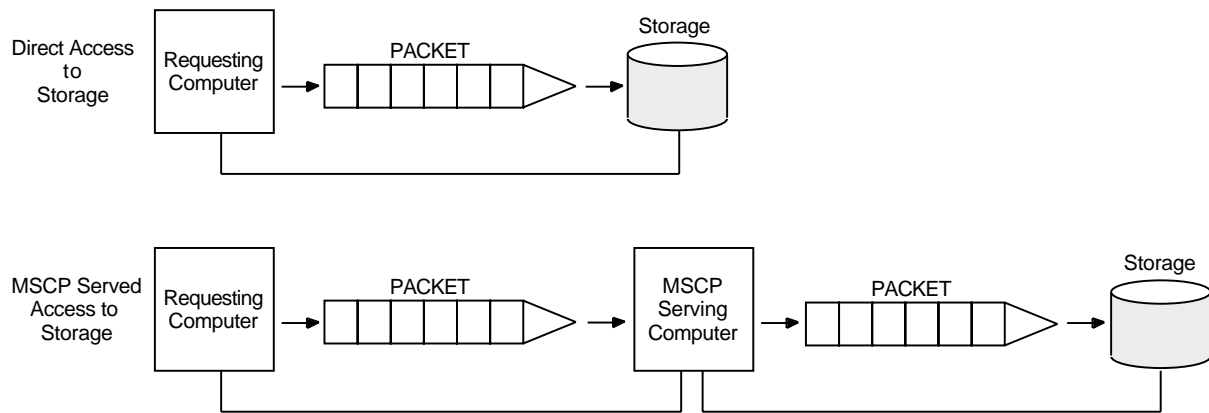 Direct Access
to
Storage
Requesting
Computer
PACKET
Storage
MSCP Served
Access to
Storage
Requesting
Computer
PACKET
MSCP
Serving
Computer
PACKET
Storage